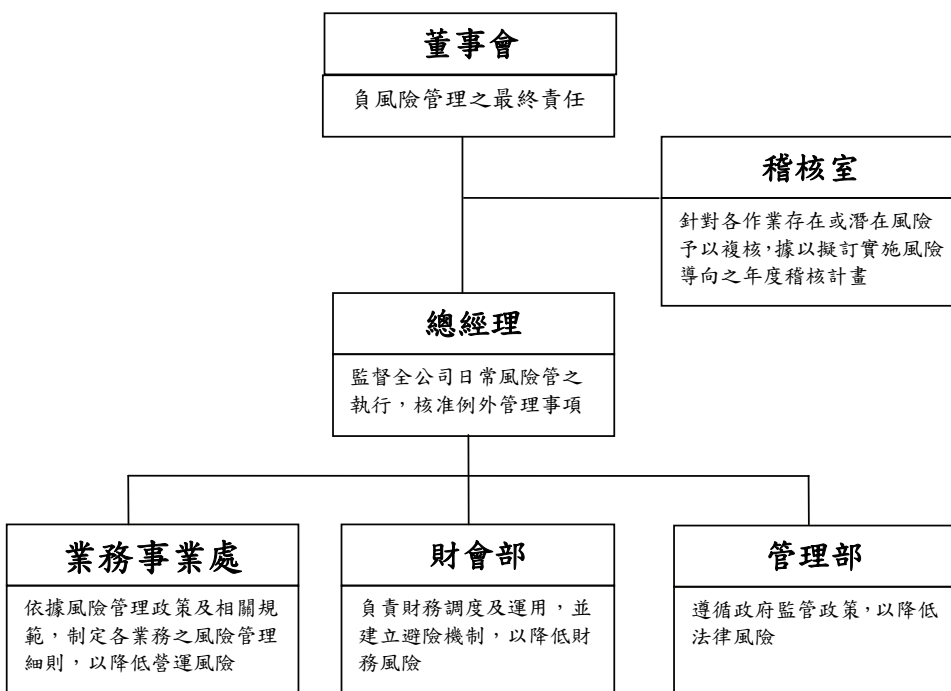 董事會
負風險管理之最終責任
稽核室
針對各作業存在或潛在風險
予以複核，據以擬訂實施風險
導向之年度稽核計畫
總經理
監督全公司日常風險管之
執行，核准例外管理事項
業務事業處
依據風險管理政策及相關規
範，制定各業務之風險管理
細則，以降低營運風險
財會部
負責財務調度及運用，並
建立避險機制，以降低財
務風險
管理部
遵循政府監管政策，以降低
法律風險